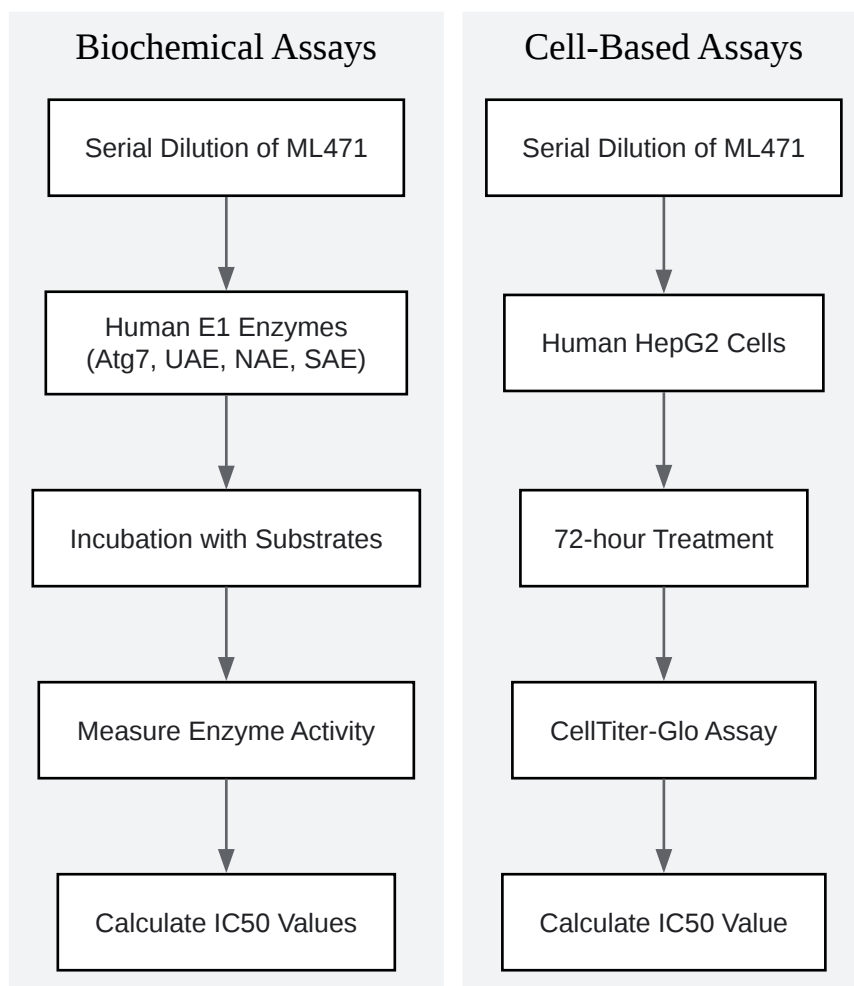 Biochemical Assays
Serial Dilution of ML471
Human E1 Enzymes
(Atg7, UAE, NAE, SAE)
Incubation with Substrates
Measure Enzyme Activity
Calculate IC50 Values
Cell-Based Assays
Serial Dilution of ML471
Human HepG2 Cells
72-hour Treatment
CellTiter-Glo Assay
Calculate IC50 Value